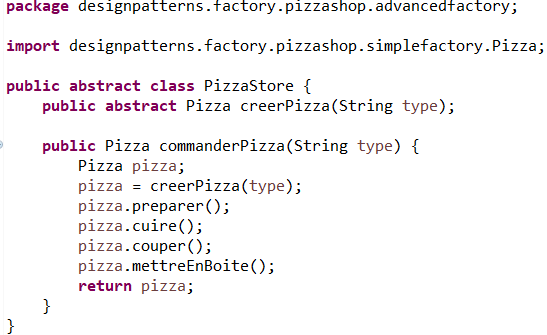 package designpatterns.factory.pizzashop.advancedfactory;
import designpatterns.factory.pizzashop.simplefactory.Pizza;
public abstract class PizzaStore {
public abstract Pizza creerPizza(String type);
public Pizza commanderPizza(String type) {
Pizza pizza;
pizza = creerPizza(type);
pizza.preparer();
pizza.cuire();
pizza.couper();
pizza.mettreEnBoite();
return pizza;
}
}